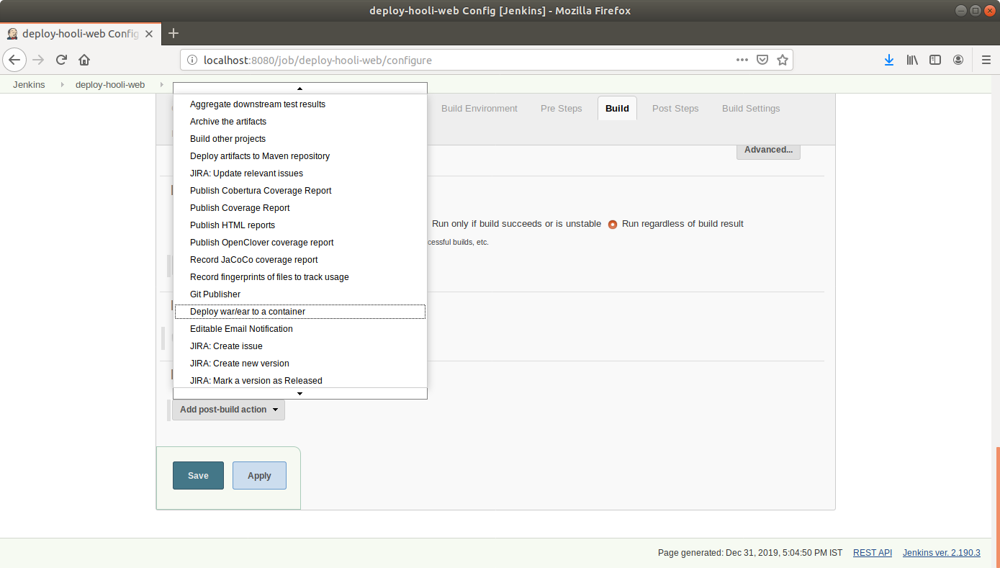 deploy-hooli-web Config [Jenkins] - Mozilla Firefox
deploy-hooli-web Config
localhost:8080/job/deploy-hooli-web/configure
Jenkins deploy-hooli-web
Build Environment Pre Steps Build Post Steps Build Settings
Advanced...
Aggregate downstream test results
Archive the artifacts
Build other projects
Deploy artifacts to Maven repository
JIRA: Update relevant issues
Publish Cobertura Coverage Report
Publish Coverage Report
Publish HTML reports
Run only if build succeeds or is unstable Run regardless of build result
Publish OpenClover coverage report
cessful builds, etc.
Record JaCoCo coverage report
Record fingerprints of files to track usage
Git Publisher
Deploy war/ear to a container
Editable Email Notification
JIRA: Create issue
JIRA: Create new version
JIRA: Mark a version as Released
Add post-build action
Save Apply
Page generated: Dec 31, 2019, 5:04:50 PM IST REST API Jenkins ver. 2.190.3